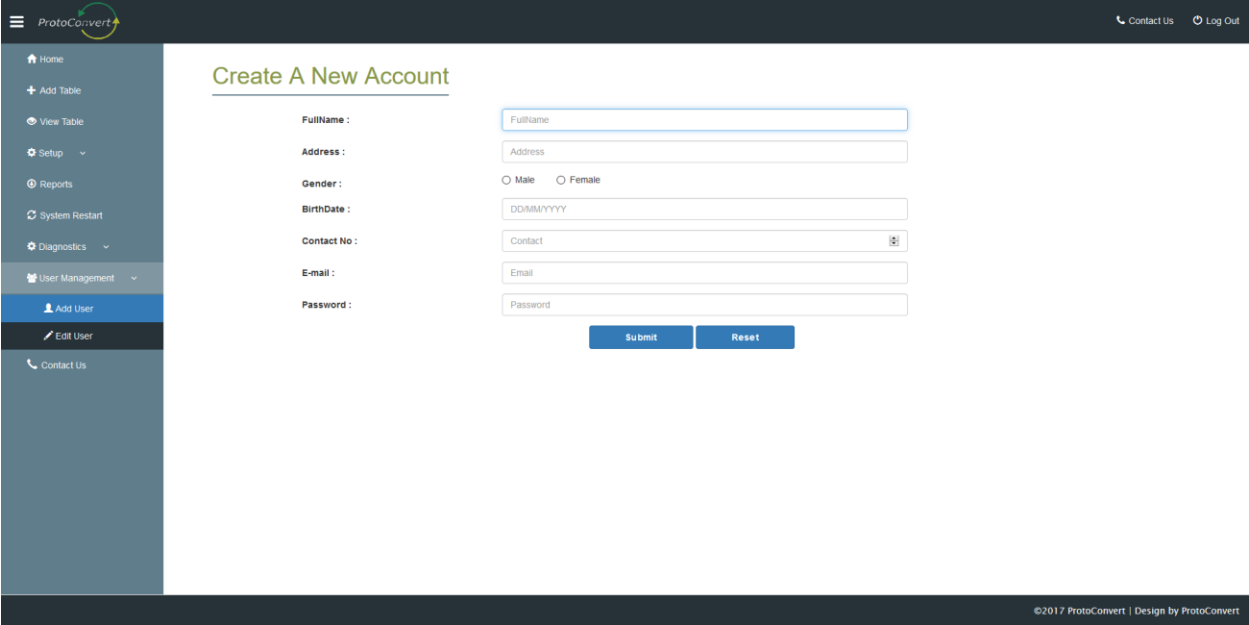 ProtoConvert
Contact Us
Log Out
Home
Add Table
View Table
Setup
Reports
System Restart
Diagnostics
User Management
Add User
Edit User
Contact Us
Create A New Account
FullName :
FullName
Address :
Address
Gender :
Male Female
BirthDate :
DD/MM/YYYY
Contact No :
Contact
E-mail :
Email
Password :
Password
Submit Reset
©2017 ProtoConvert | Design by ProtoConvert